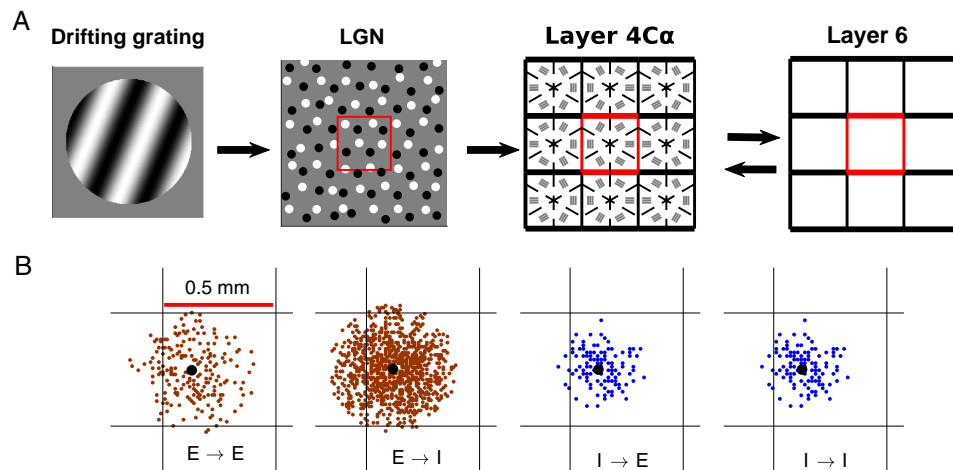 A
Drifting grating
LGN
Layer 4Cα
Layer 6
B
0.5 mm
E → E
E → I
I → E
I → I